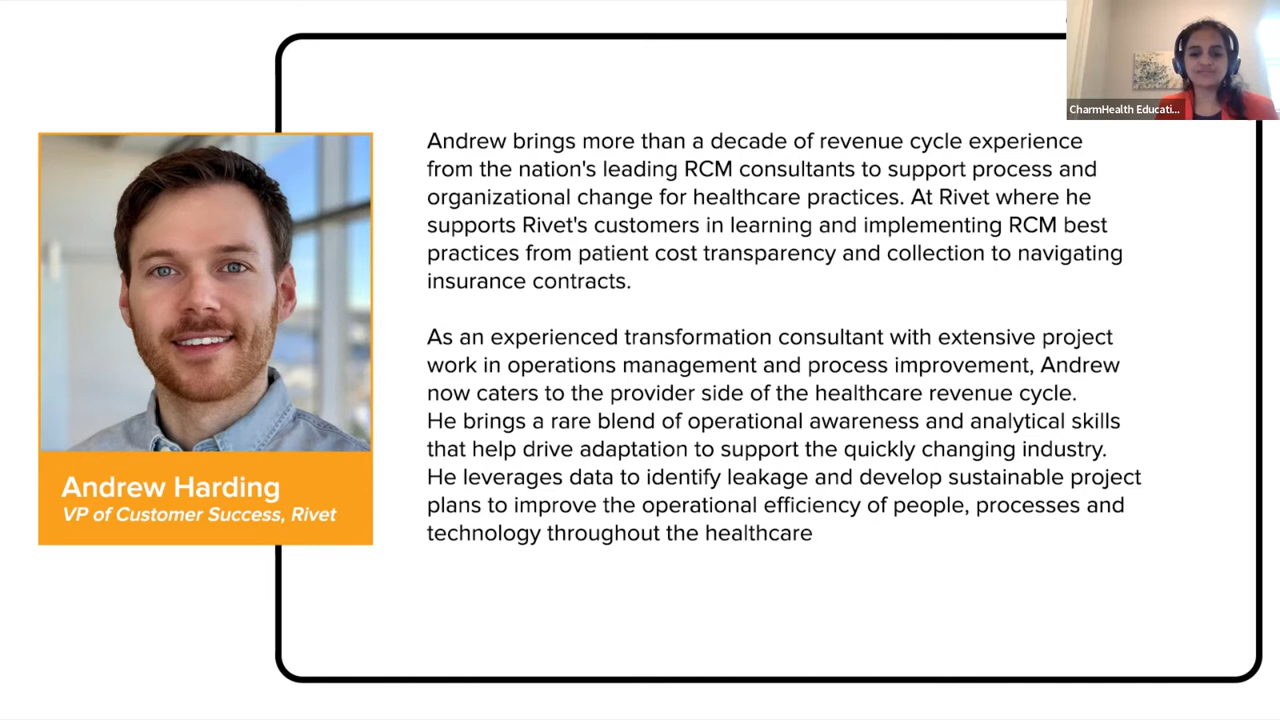 CharmHealth Educati...
Andrew brings more than a decade of revenue cycle experience
from the nation's leading RCM consultants to support process and
organizational change for healthcare practices. At Rivet where he
supports Rivet's customers in learning and implementing RCM best
practices from patient cost transparency and collection to navigating
insurance contracts.
As an experienced transformation consultant with extensive project
work in operations management and process improvement, Andrew
now caters to the provider side of the healthcare revenue cycle.
He brings a rare blend of operational awareness and analytical skills
that help drive adaptation to support the quickly changing industry.
He leverages data to identify leakage and develop sustainable project
plans to improve the operational efficiency of people, processes and
technology throughout the healthcare
Andrew Harding
VP of Customer Success, Rivet